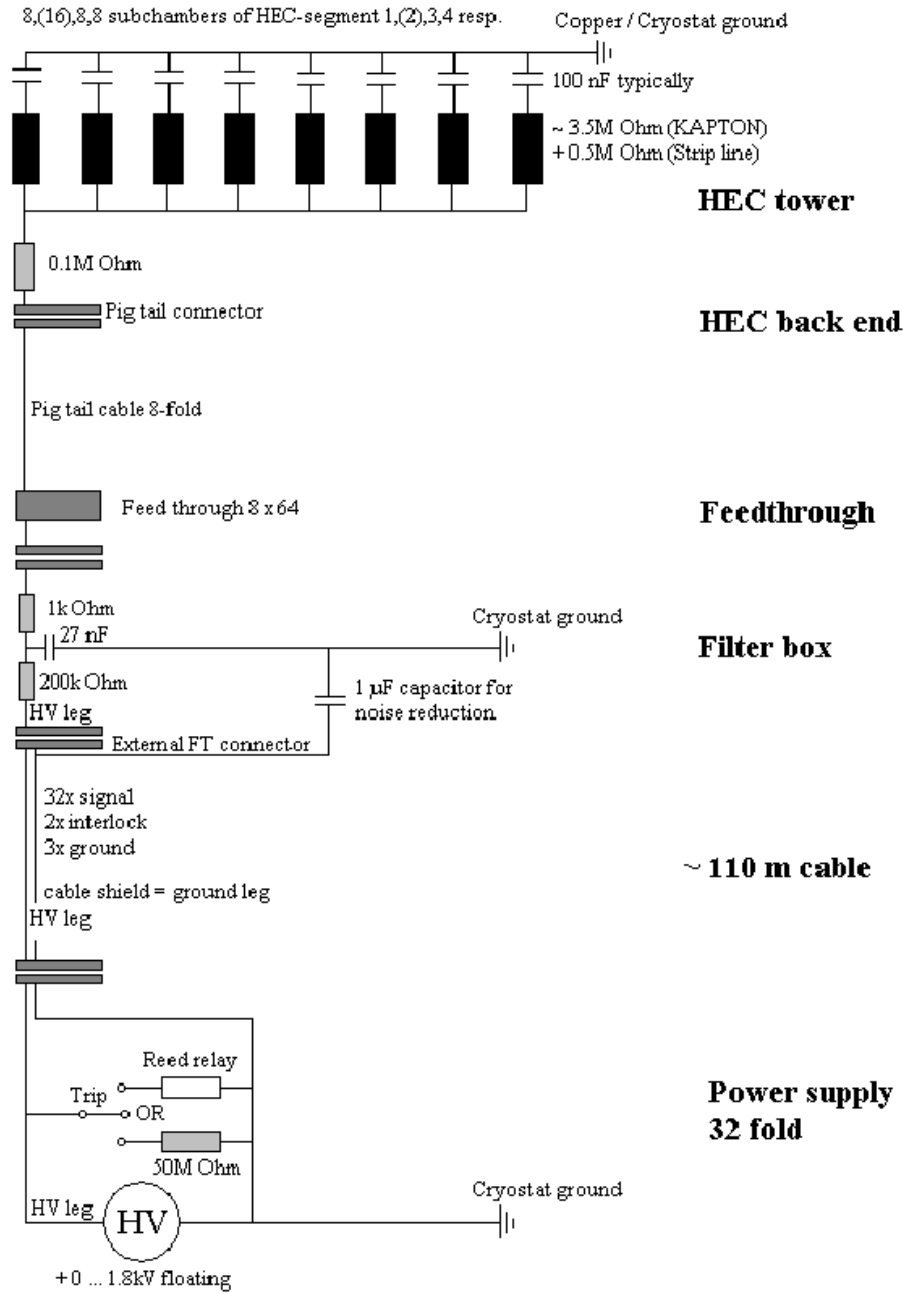 8,(16),8,8 subchambers of HEC-segment 1,(2),3,4 resp.
Copper / Cryostat ground
100 nF typically
~ 3.5M Ohm (KAPTON)
+0.5M Ohm (Strip line)
HEC tower
0.1M Ohm
Pig tail connector
HEC back end
Pig tail cable 8-fold
Feed through 8 x 64
Feedthrough
1k Ohm
27 nF
Cryostat ground
Filter box
200k Ohm
1 µF capacitor for
noise reduction
HV leg
External FT connector
32x signal
2x interlock
3x ground
~ 110 m cable
cable shield = ground leg
HV leg
Reed relay
Trip
OR
Power supply
32 fold
50M Ohm
Cryostat ground
HV leg
HV
+0 ... 1.8kV floating